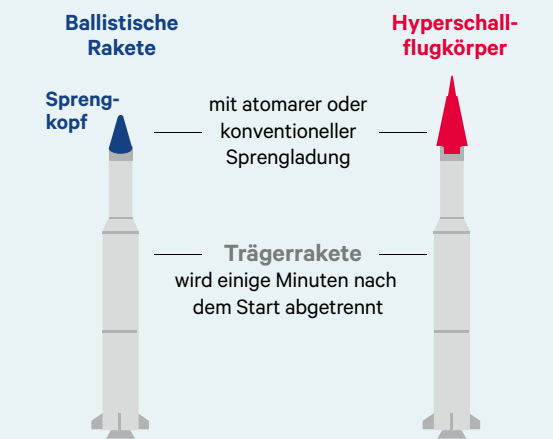 Ballistische
Rakete
Hyperschall-
flugkörper
Spreng-
kopf
mit atomarer oder
konventioneller
Sprengladung
Trägerrakete
wird einige Minuten nach
dem Start abgetrennt